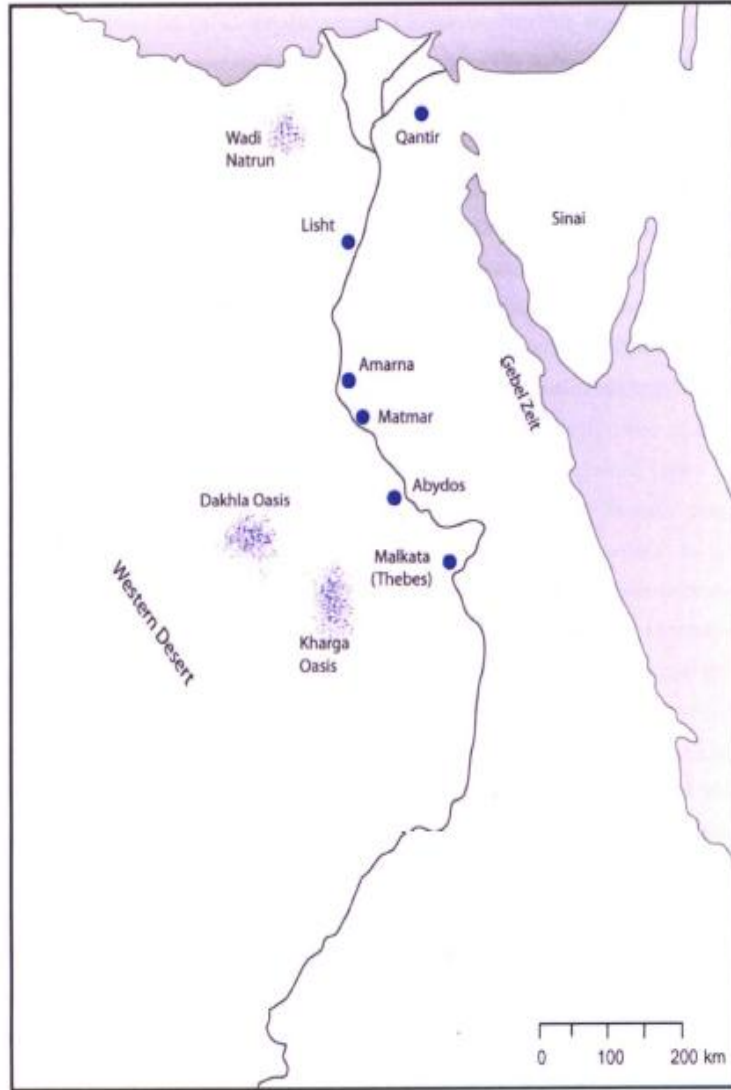 Wadi
Natrun
Qantir
Lisht
Sinai
Amarna
Gebel Zeit
Matmar
Abydos
Dakhla Oasis
Malkata
(Thebes)
Western Desert
Kharga
Oasis
0 100 200 km